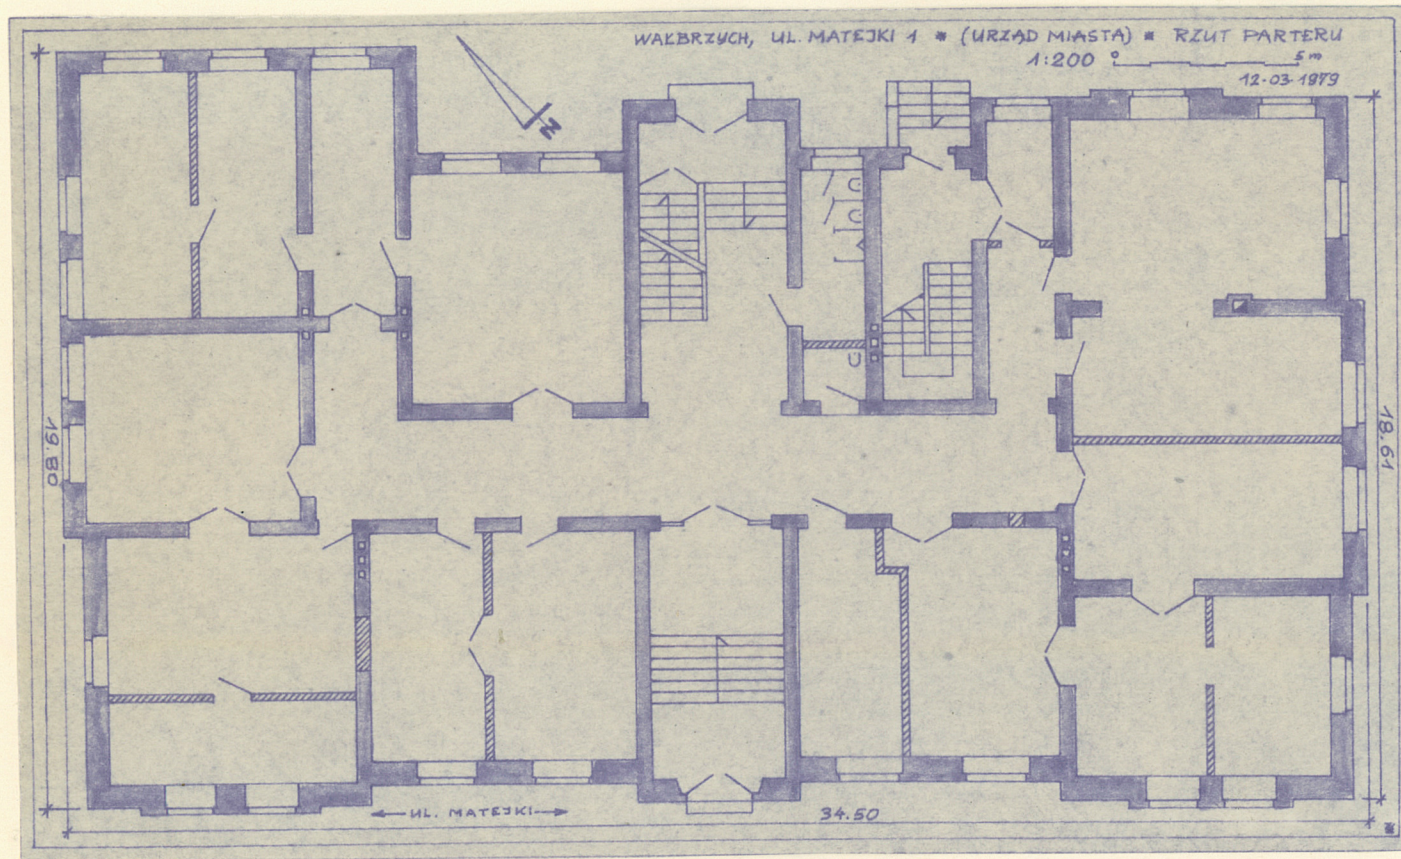 WAŁBRZYCH, UL. MATEJKI 1 * (URZĄD MIASTA) * RZUT PARTERU
1:200 0 5 m
12-03-1979
N
19.80
18.61
UL. MATEJKI
34.50